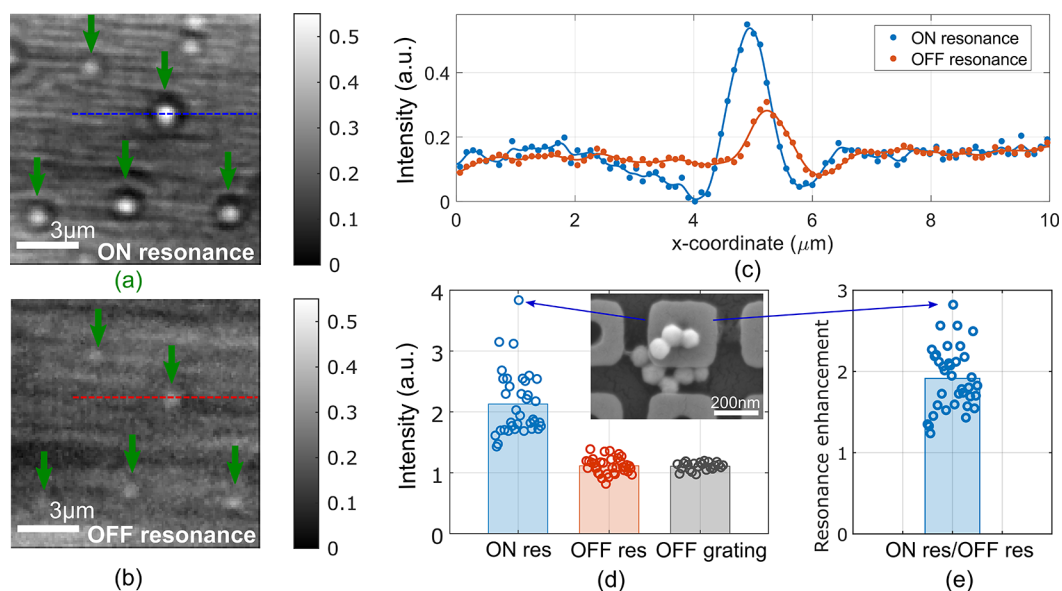 0.5
0.4
0.3
0.2
0.1
0
3μm
ON resonance
(a)
0.5
0.4
0.3
0.2
0.1
0
3μm
OFF resonance
(b)
Intensity (a.u.)
0.4
0.2
0
ON resonance
OFF resonance
0 2 4 6 8 10
x-coordinate (μm)
(c)
Intensity (a.u.)
4
3
2
1
0
200nm
ON res OFF res OFF grating
(d)
Resonance enhancement
3
2
1
0
ON res/OFF res
(e)